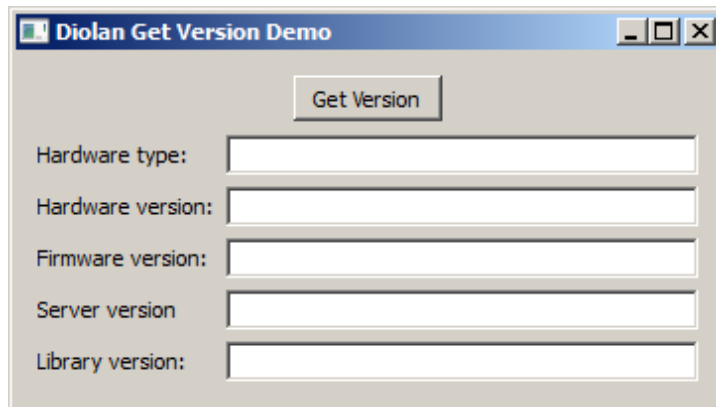 Diolan Get Version Demo
Get Version
Hardware type:
Hardware version:
Firmware version:
Server version
Library version: